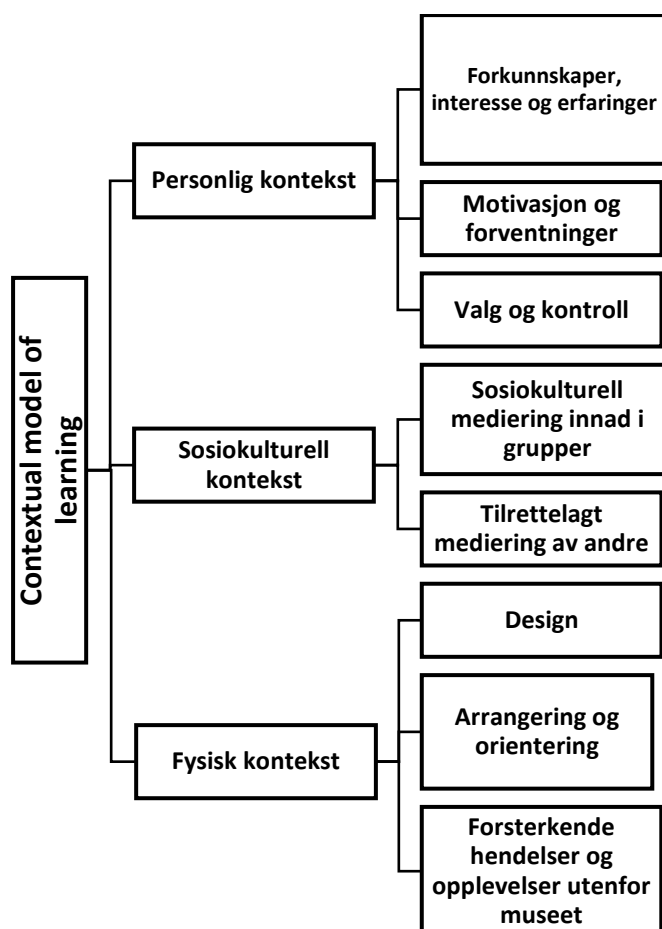 Contextual model of
learning
Personlig kontekst
Forkunnskaper,
interesse og erfaringer
Motivasjon og
forventninger
Valg og kontroll
Sosiokulturell
kontekst
Sosiokulturell
mediering innad i
grupper
Tilrettelagt
mediering av andre
Fysisk kontekst
Design
Arrangering og
orientering
Forsterkende
hendelser og
opplevelser utenfor
museet